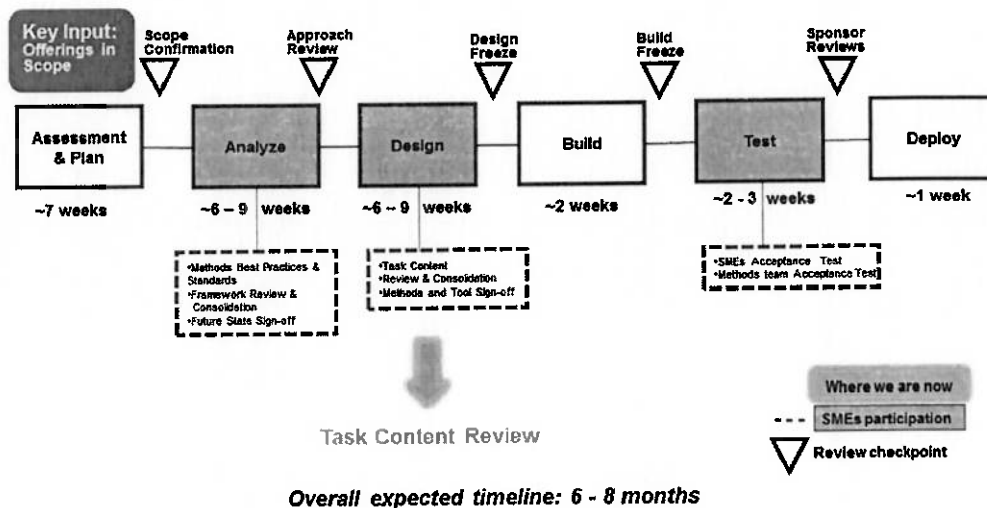 Key Input:
Offerings in
Scope
Scope
Confirmation
Approach
Review
Design
Freeze
Build
Freeze
Sponsor
Reviews
Assessment
& Plan
Analyze
Design
Build
Test
Deploy
~7 weeks
~6 – 9 weeks
~6 – 9 weeks
~2 weeks
~2 - 3 weeks
~1 week
•Methods Best Practices &
Standards
•Framework Review &
Consolidation
•Future State Sign-off
•Task Content
•Review & Consolidation
•Methods and Tool Sign-off
•SMEs Acceptance Test
•Methods team Acceptance Test
Task Content Review
Where we are now
SMEs participation
Review checkpoint
Overall expected timeline: 6 - 8 months